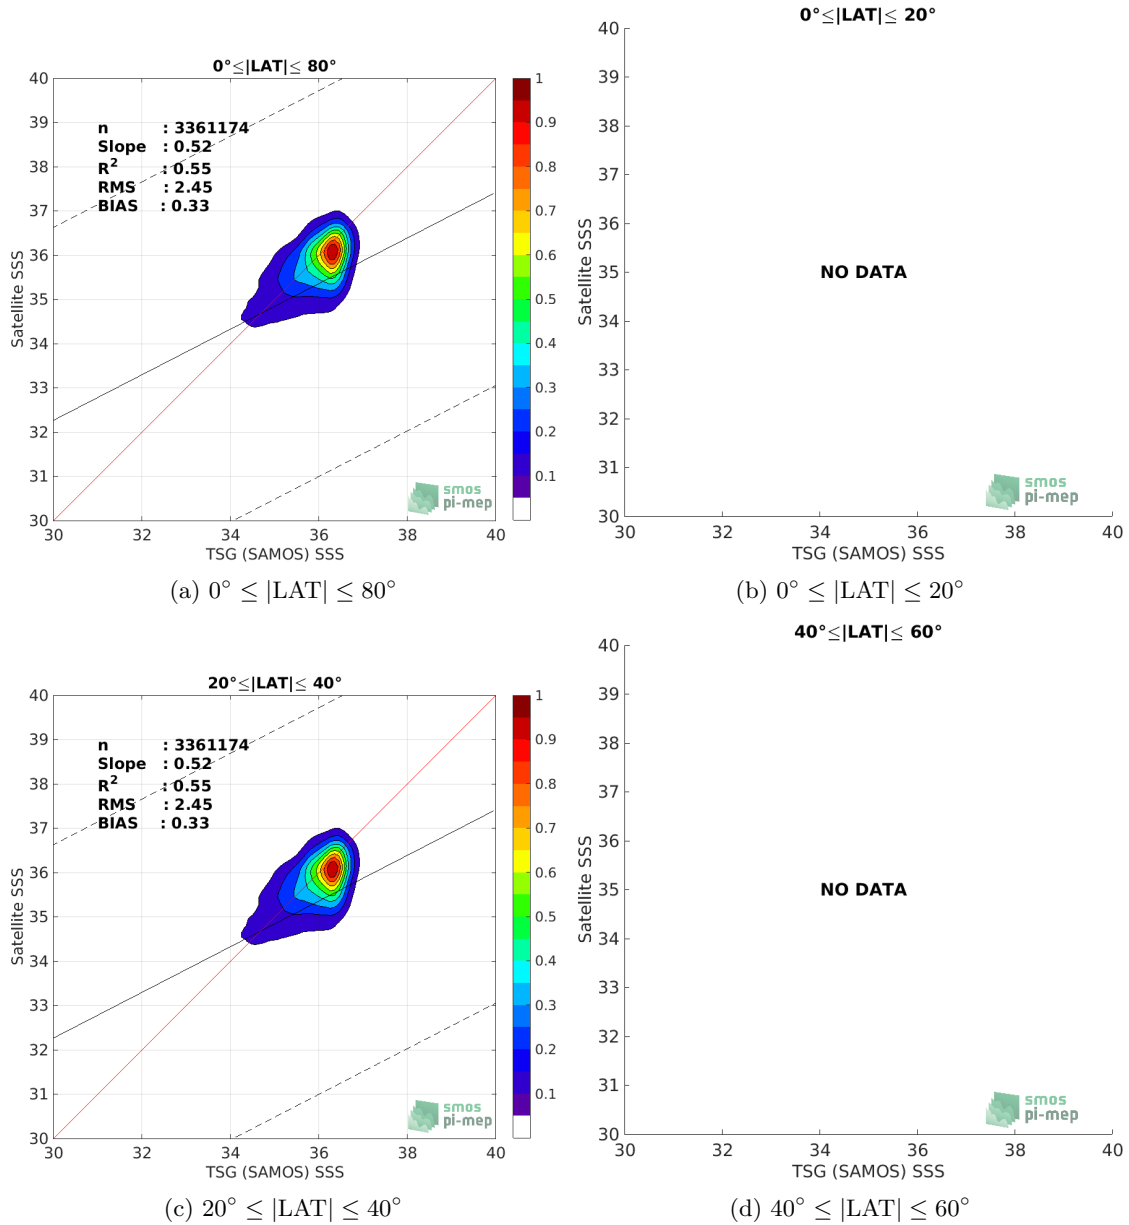 0°≤|LAT|≤ 80°
40
39
38
37
36
35
34
33
32
31
30
Satellite SSS
n : 3361174
Slope : 0.52
R² : 0.55
RMS : 2.45
BIAS : 0.33
1
0.9
0.8
0.7
0.6
0.5
0.4
0.3
0.2
0.1
smos
pi-mep
30 32 34 36 38 40
TSG (SAMOS) SSS
(a) 0° ≤ |LAT| ≤ 80°
0°≤|LAT|≤ 20°
40
39
38
37
36
35
34
33
32
31
30
Satellite SSS
NO DATA
smos
pi-mep
30 32 34 36 38 40
TSG (SAMOS) SSS
(b) 0° ≤ |LAT| ≤ 20°
20°≤|LAT|≤ 40°
40
39
38
37
36
35
34
33
32
31
30
Satellite SSS
n : 3361174
Slope : 0.52
R² : 0.55
RMS : 2.45
BIAS : 0.33
1
0.9
0.8
0.7
0.6
0.5
0.4
0.3
0.2
0.1
smos
pi-mep
30 32 34 36 38 40
TSG (SAMOS) SSS
(c) 20° ≤ |LAT| ≤ 40°
40°≤|LAT|≤ 60°
40
39
38
37
36
35
34
33
32
31
30
Satellite SSS
NO DATA
smos
pi-mep
30 32 34 36 38 40
TSG (SAMOS) SSS
(d) 40° ≤ |LAT| ≤ 60°